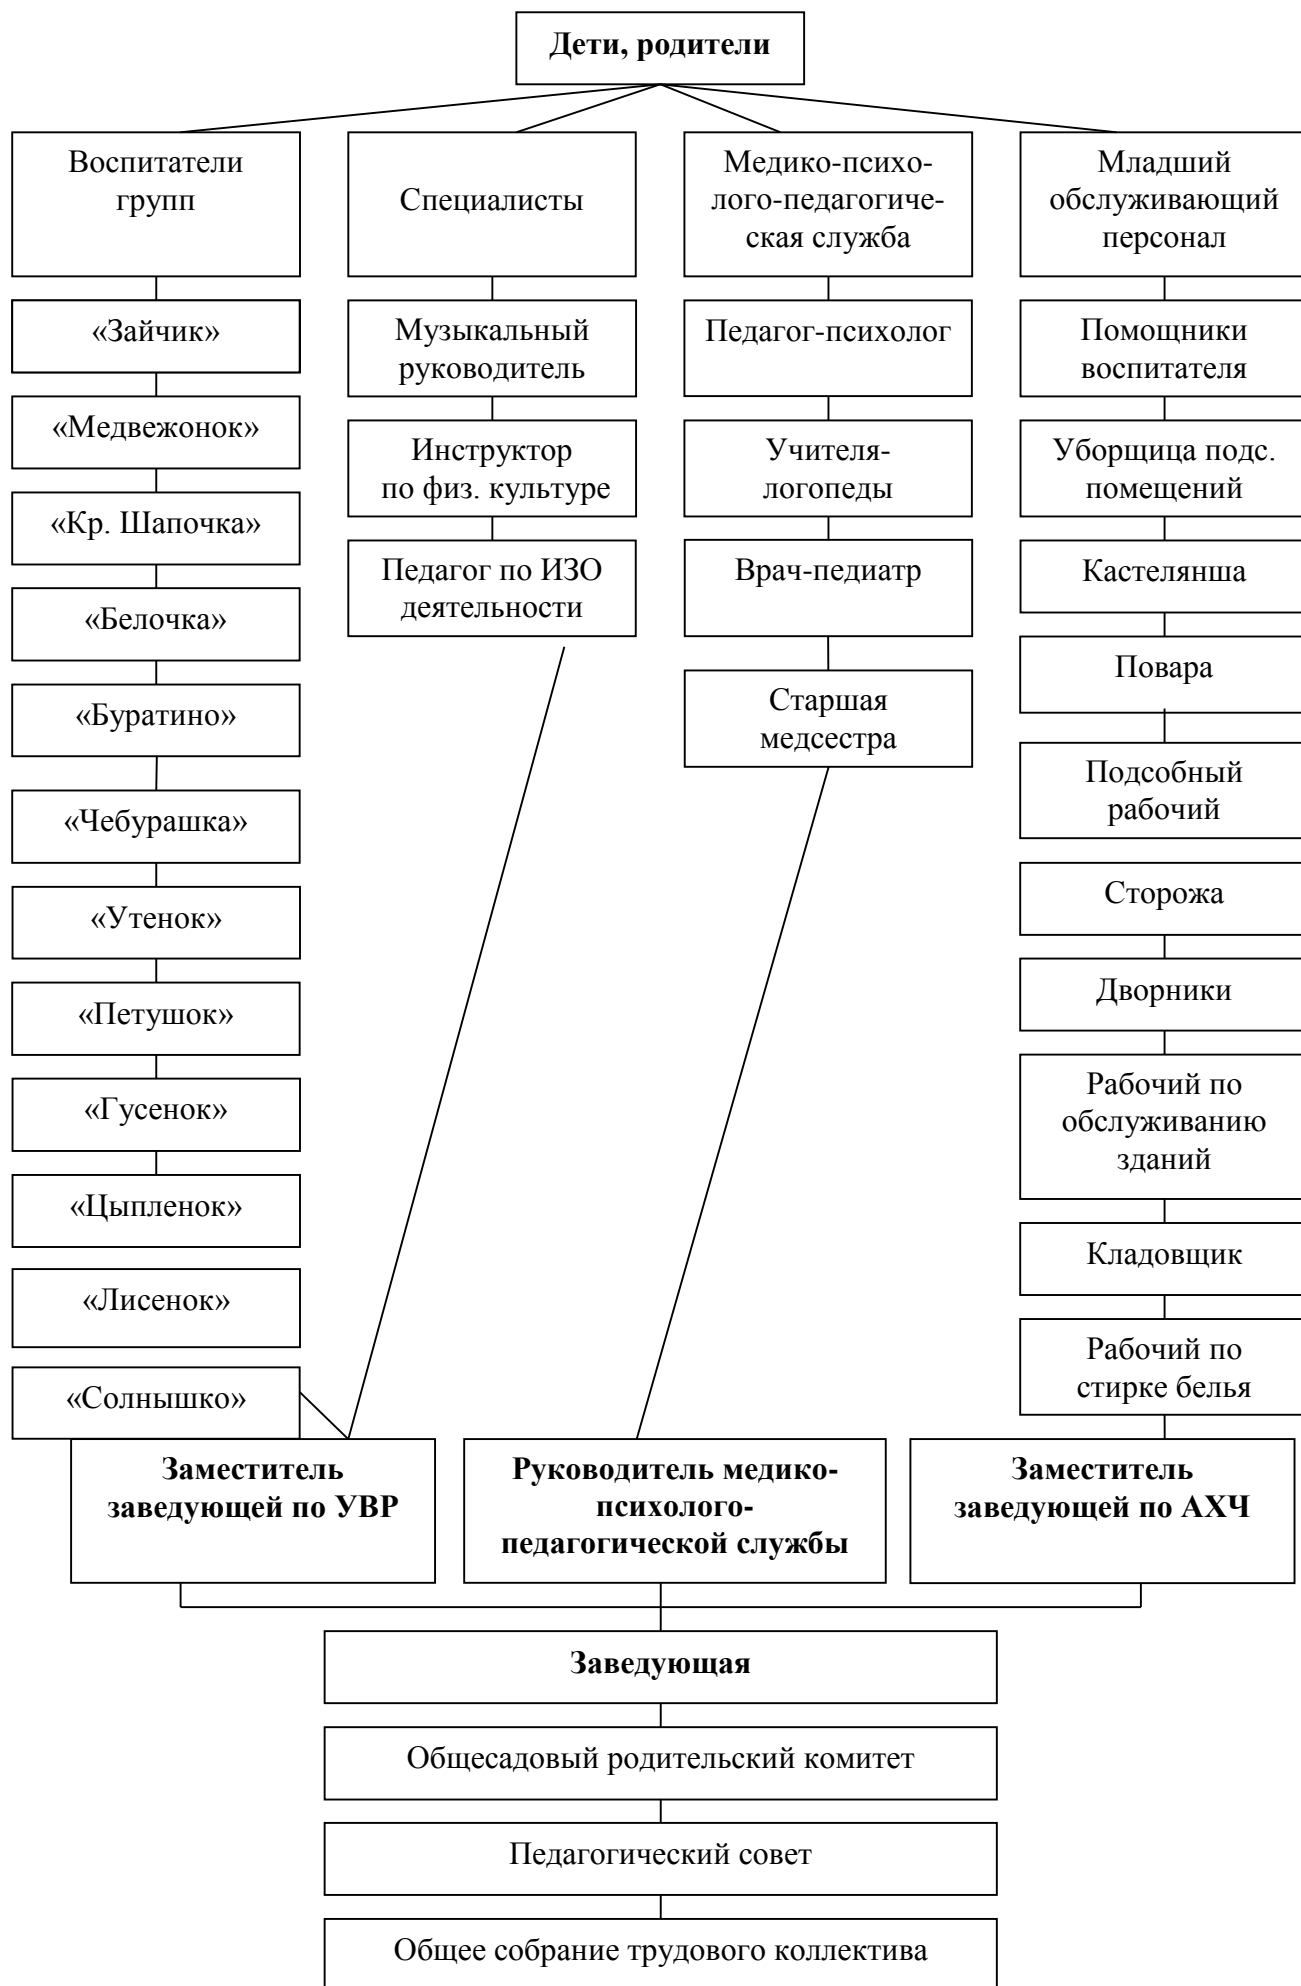 Дети, родители
Воспитатели
групп
«Зайчик»
«Медвежонок»
«Кр. Шапочка»
«Белочка»
«Буратино»
«Чебурашка»
«Утенок»
«Петушок»
«Гусенок»
«Цыпленок»
«Лисенок»
«Солнышко»
Специалисты
Музыкальный
руководитель
Инструктор
по физ. культуре
Педагог по ИЗО
деятельности
Медико-психо-
лого-педагогиче-
ская служба
Педагог-психолог
Учителя-
логопеды
Врач-педиатр
Старшая
медсестра
Младший
обслуживающий
персонал
Помощники
воспитателя
Уборщица подс.
помещений
Кастелянша
Повара
Подсобный
рабочий
Сторожа
Дворники
Рабочий по
обслуживанию
зданий
Кладовщик
Рабочий по
стирке белья
Заместитель
заведующей по УВР
Руководитель медико-
психолого-
педагогической службы
Заместитель
заведующей по АХЧ
Заведующая
Общесадовый родительский комитет
Педагогический совет
Общее собрание трудового коллектива